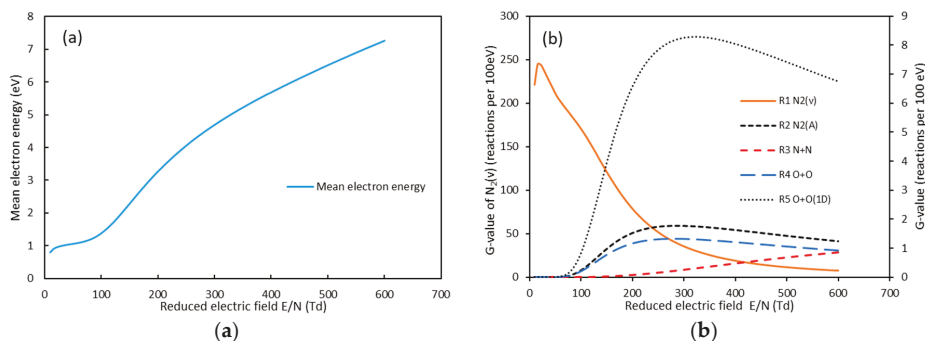 (a)
Mean electron energy (eV)
8
7
6
5
4
3
2
1
0
Mean electron energy
0 100 200 300 400 500 600 700
Reduced electric field E/N (Td)
(a)
(b)
G-value of N2(v) (reactions per 100eV)
300
250
200
150
100
50
0
R1 N2(v)
R2 N2(A)
R3 N+N
R4 O+O
R5 O+O(1D)
9
8
7
6
5
4
3
2
1
0
G-value (reactions per 100 eV)
0 100 200 300 400 500 600 700
Reduced electric field E/N (Td)
(b)